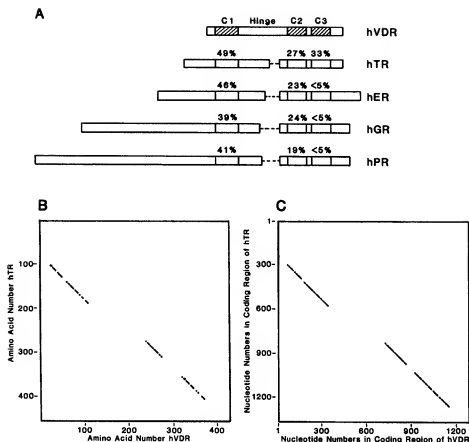 A
C1 Hinge C2 C3
hVDR
49% 27% 33%
hTR
46% 23% <5%
hER
39% 24% <5%
hGR
41% 19% <5%
hPR
B
Amino Acid Number hTR
100
200
300
400
100 200 300 400
Amino Acid Number hVDR
C
Nucleotide Numbers in Coding Region of hTR
1
300
600
900
1200
1 300 600 900 1200
Nucleotide Numbers in Coding Region of hVDR